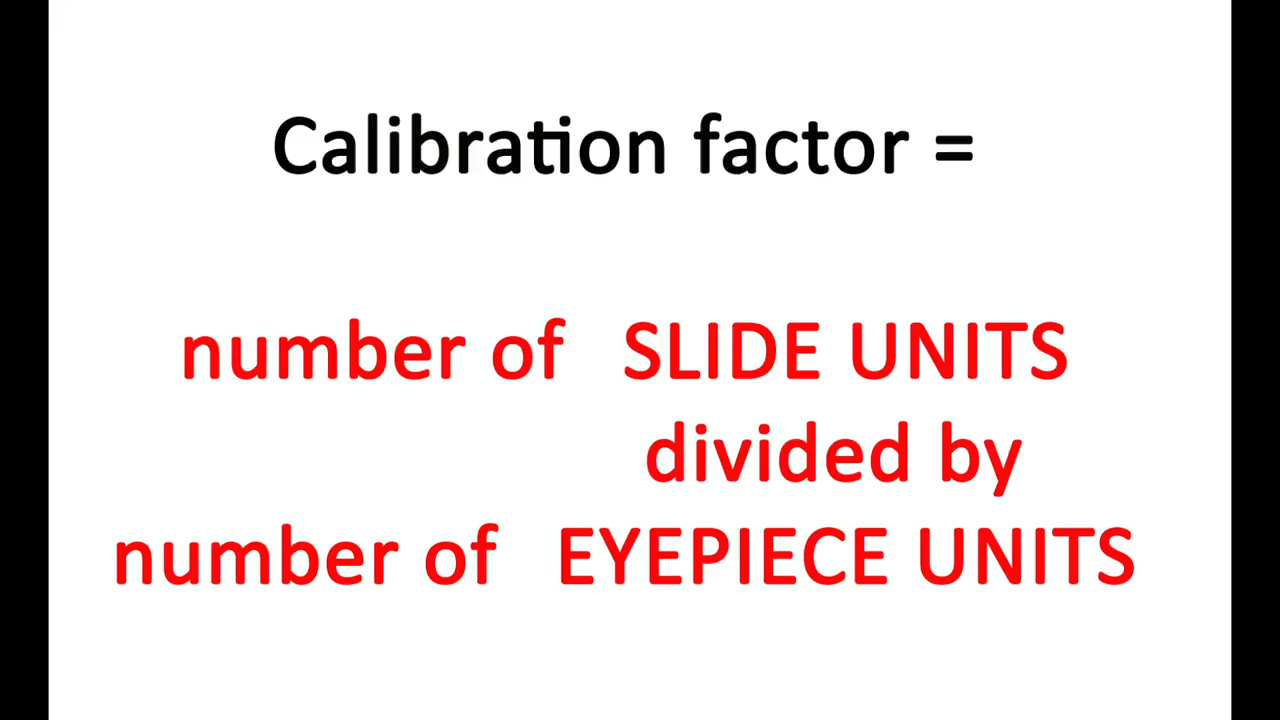 Calibration factor =
number of SLIDE UNITS
divided by
number of EYEPIECE UNITS